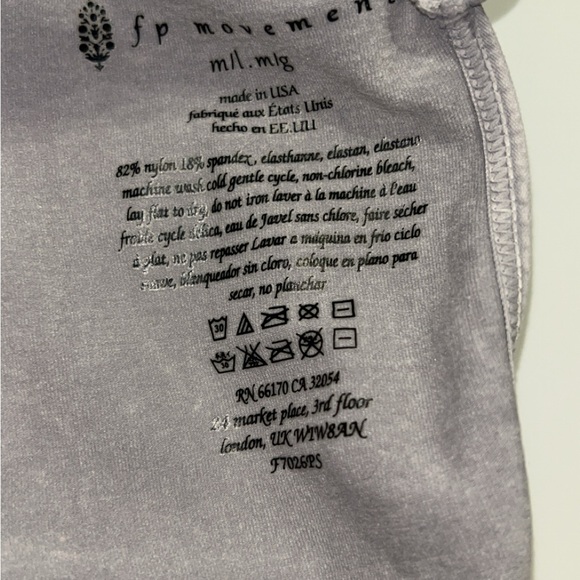 fp movement
m/l . m/g
made in USA
fabriqué aux États Unis
hecho en EE.UU
82% nylon 18% spandex, elasthanne, elastan, elastano
machine wash cold gentle cycle, non-chlorine bleach,
lay flat to dry, do not iron laver à la machine à l'eau
froide cycle délica, eau de Javel sans chlore, faire sécher
à plat, ne pas repasser Lavar a máquina en frio ciclo
suave, blanqueador sin cloro, coloque en plano para
secar, no planchar
30
RN 66170 CA 32054
24 market place, 3rd floor
london, UK W1W8AN
F7026PS